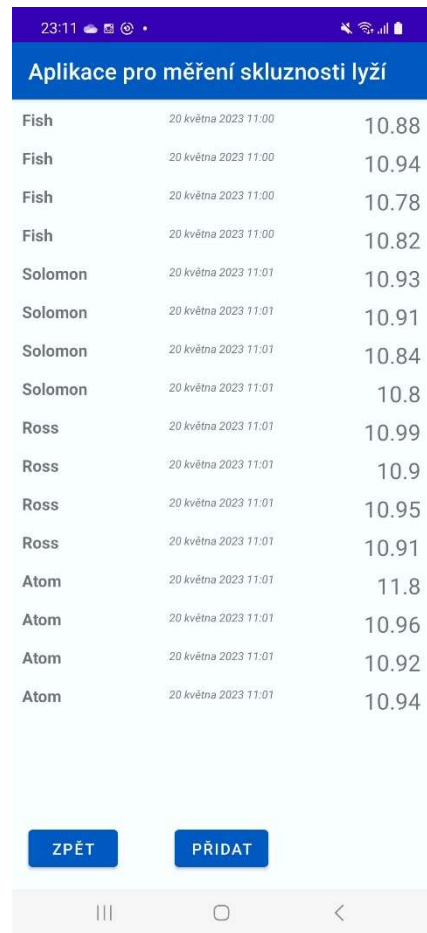 23:11
Aplikace pro měření skluznosti lyží
Fish 20 května 2023 11:00 10.88
Fish 20 května 2023 11:00 10.94
Fish 20 května 2023 11:00 10.78
Fish 20 května 2023 11:00 10.82
Solomon 20 května 2023 11:01 10.93
Solomon 20 května 2023 11:01 10.91
Solomon 20 května 2023 11:01 10.84
Solomon 20 května 2023 11:01 10.8
Ross 20 května 2023 11:01 10.99
Ross 20 května 2023 11:01 10.9
Ross 20 května 2023 11:01 10.95
Ross 20 května 2023 11:01 10.91
Atom 20 května 2023 11:01 11.8
Atom 20 května 2023 11:01 10.96
Atom 20 května 2023 11:01 10.92
Atom 20 května 2023 11:01 10.94
ZPĚT PŘIDAT